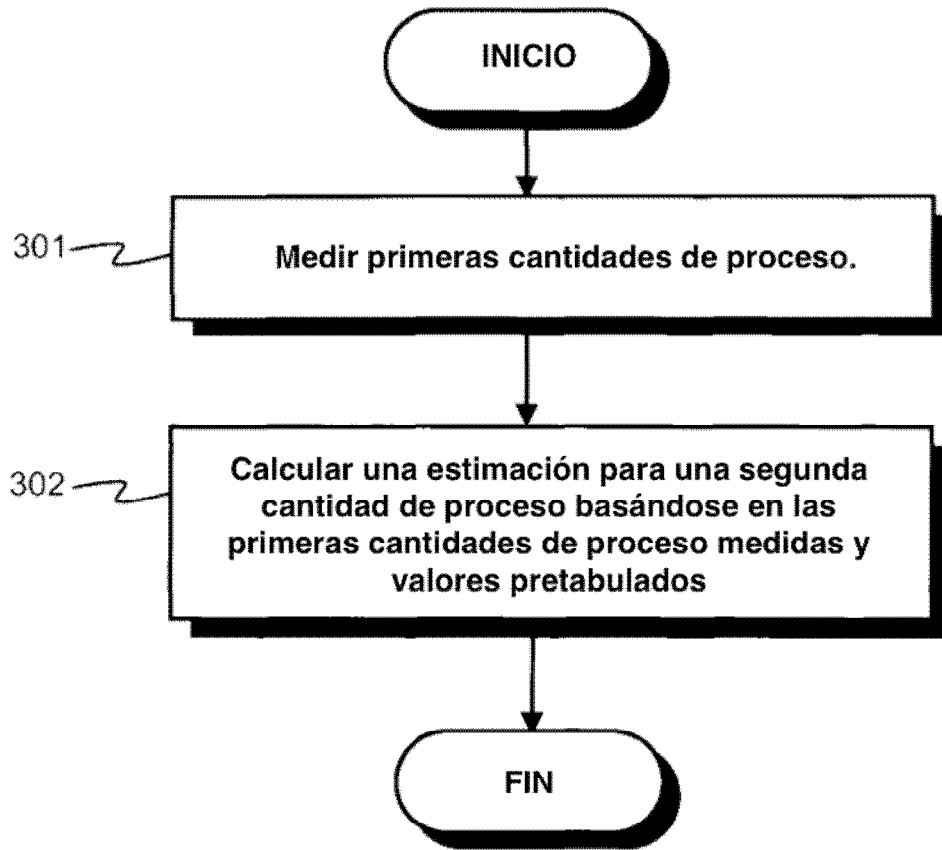 INICIO
301
Medir primeras cantidades de proceso.
302
Calcular una estimación para una segunda
cantidad de proceso basándose en las
primeras cantidades de proceso medidas y
valores pretabulados
FIN